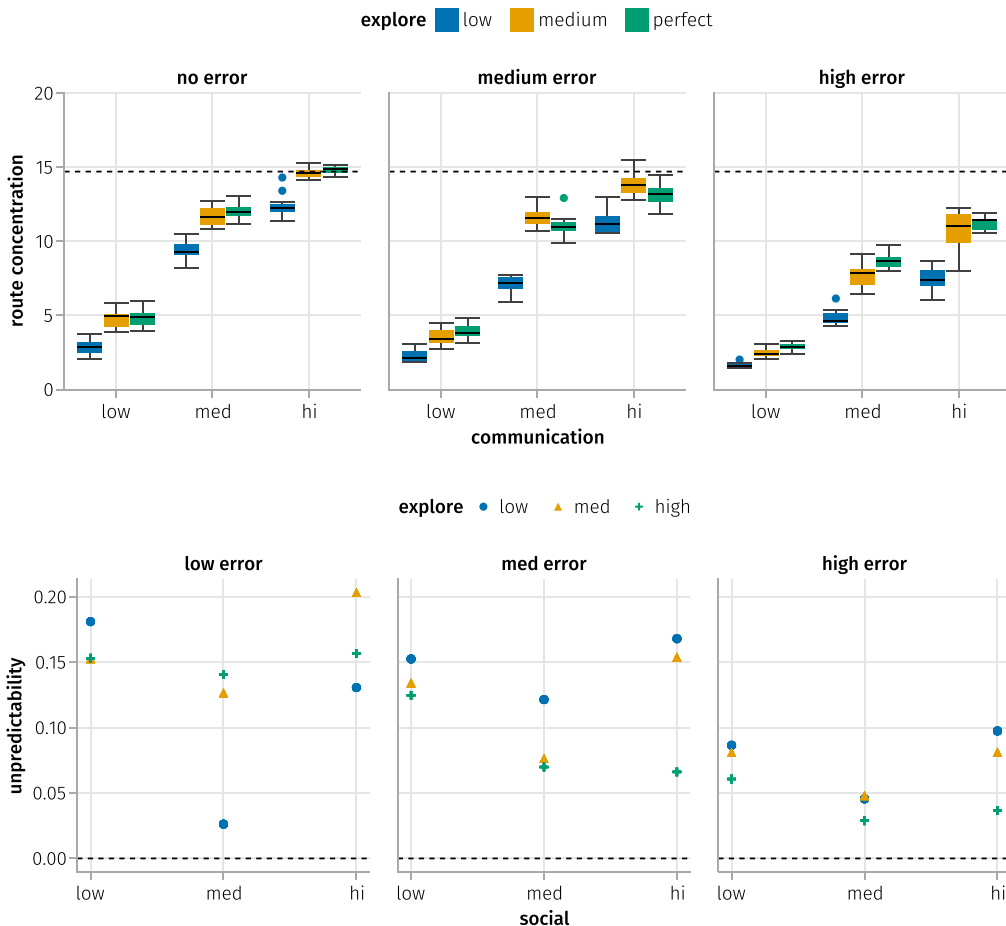 explore low medium perfect
no error medium error high error
route concentration
20
15
10
5
0
low med hi low med hi low med hi
communication
explore low med high
low error med error high error
unpredictability
0.20
0.15
0.10
0.05
0.00
low med hi low med hi low med hi
social